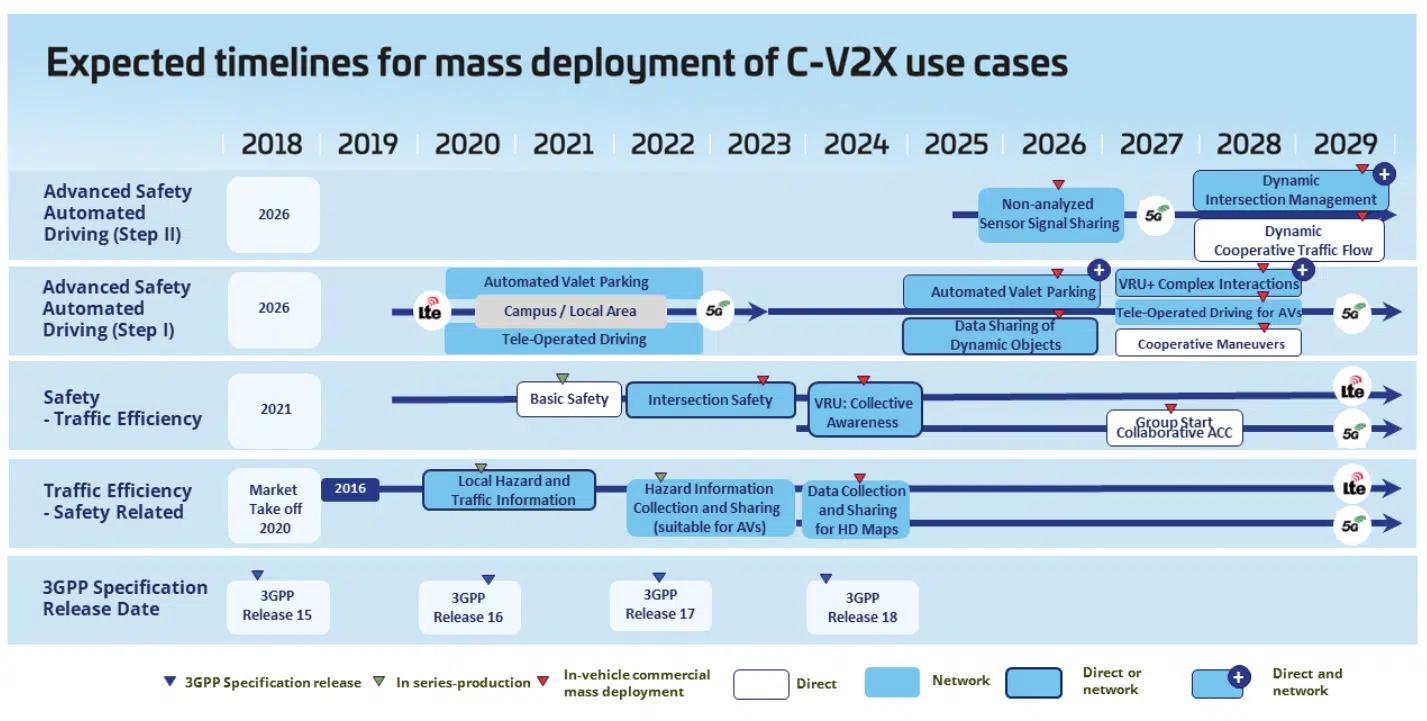 Expected timelines for mass deployment of C-V2X use cases
2018 2019 2020 2021 2022 2023 2024 2025 2026 2027 2028 2029
Advanced Safety
Automated
Driving (Step II)
2026
Non-analyzed
Sensor Signal Sharing
5G
Dynamic
Intersection Management
+
Dynamic
Cooperative Traffic Flow
Advanced Safety
Automated
Driving (Step I)
2026
Lte
Automated Valet Parking
Campus / Local Area
Tele-Operated Driving
5G
Automated Valet Parking
+
Data Sharing of
Dynamic Objects
VRU+ Complex Interactions
+
Tele-Operated Driving for AVs
Cooperative Maneuvers
5G
Safety
- Traffic Efficiency
2021
Basic Safety
Intersection Safety
VRU: Collective
Awareness
Group Start
Collaborative ACC
Lte
5G
Traffic Efficiency
- Safety Related
Market
Take off
2020
2016
Local Hazard and
Traffic Information
Hazard Information
Collection and Sharing
(suitable for AVs)
Data Collection
and Sharing
for HD Maps
Lte
5G
3GPP Specification
Release Date
3GPP
Release 15
3GPP
Release 16
3GPP
Release 17
3GPP
Release 18
3GPP Specification release
In series-production
In-vehicle commercial
mass deployment
Direct
Network
Direct or
network
+
Direct and
network